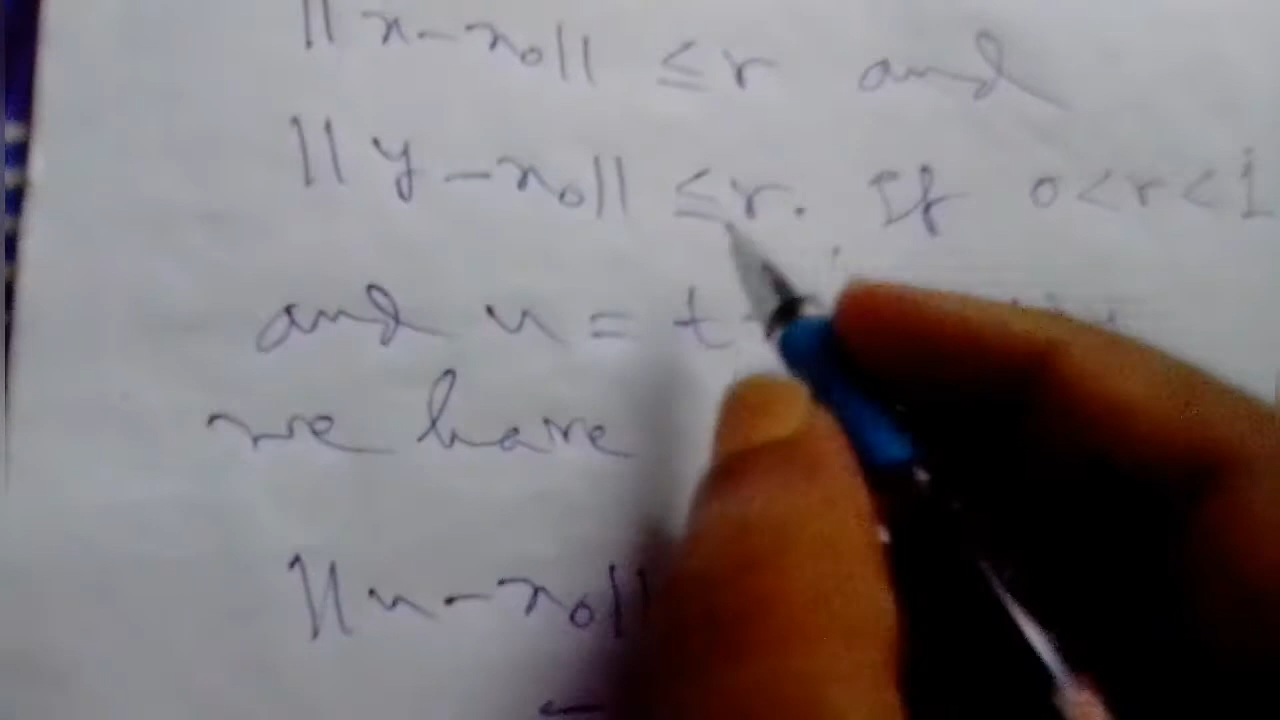 ||x-x₀|| ≤r and
||y-x₀|| ≤r. If 0<r<1
and u = t
we have
||u-x₀||